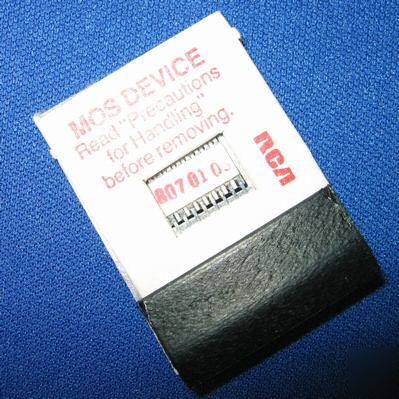 MOS DEVICE
Read "Precautions
for Handling"
before removing.
RCA